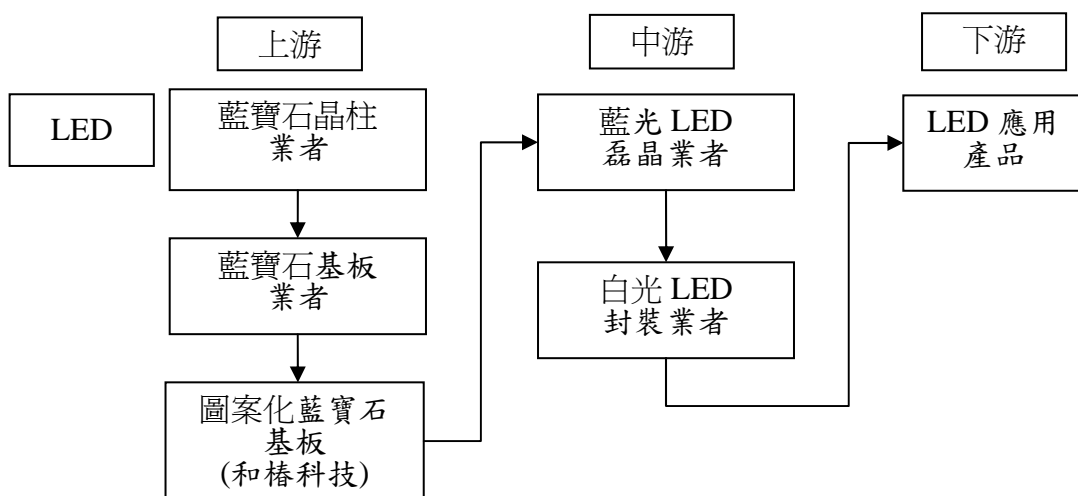 上游
中游
下游
LED
藍寶石晶柱
業者
藍光 LED
磊晶業者
LED 應用
產品
藍寶石基板
業者
白光 LED
封裝業者
圖案化藍寶石
基板
(和椿科技)